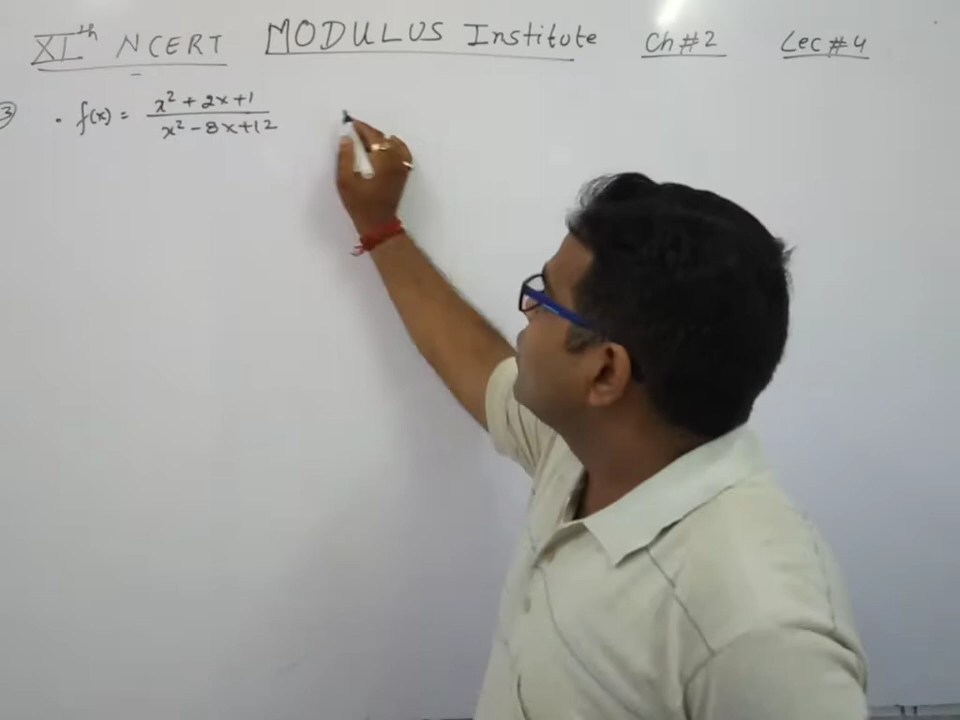 XIth NCERT MODULUS Institute Ch#2 Lec#4
③ . f(x) = x² + 2x + 1 / x² - 8x + 12